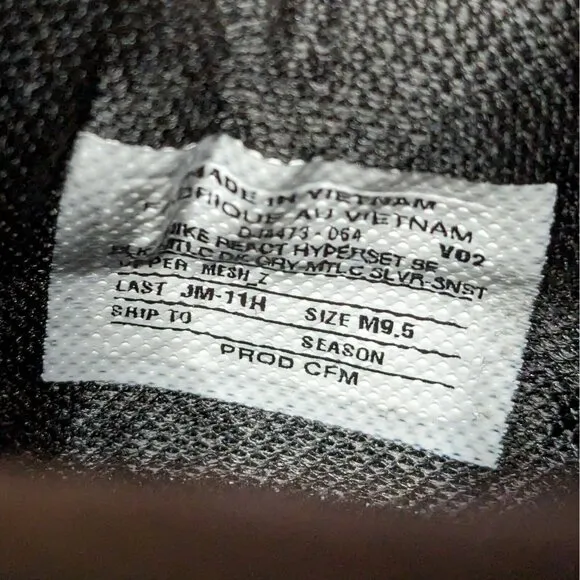 MADE IN VIETNAM
FABRIQUE AU VIETNAM
DJ4473-064 V02
NIKE REACT HYPERSET SE
BLK/MTLC DK GRY-MTLC SLVR-SNST
UPPER MESH_Z
LAST JM-11H SIZE M9.5
SHIP TO SEASON
PROD CFM